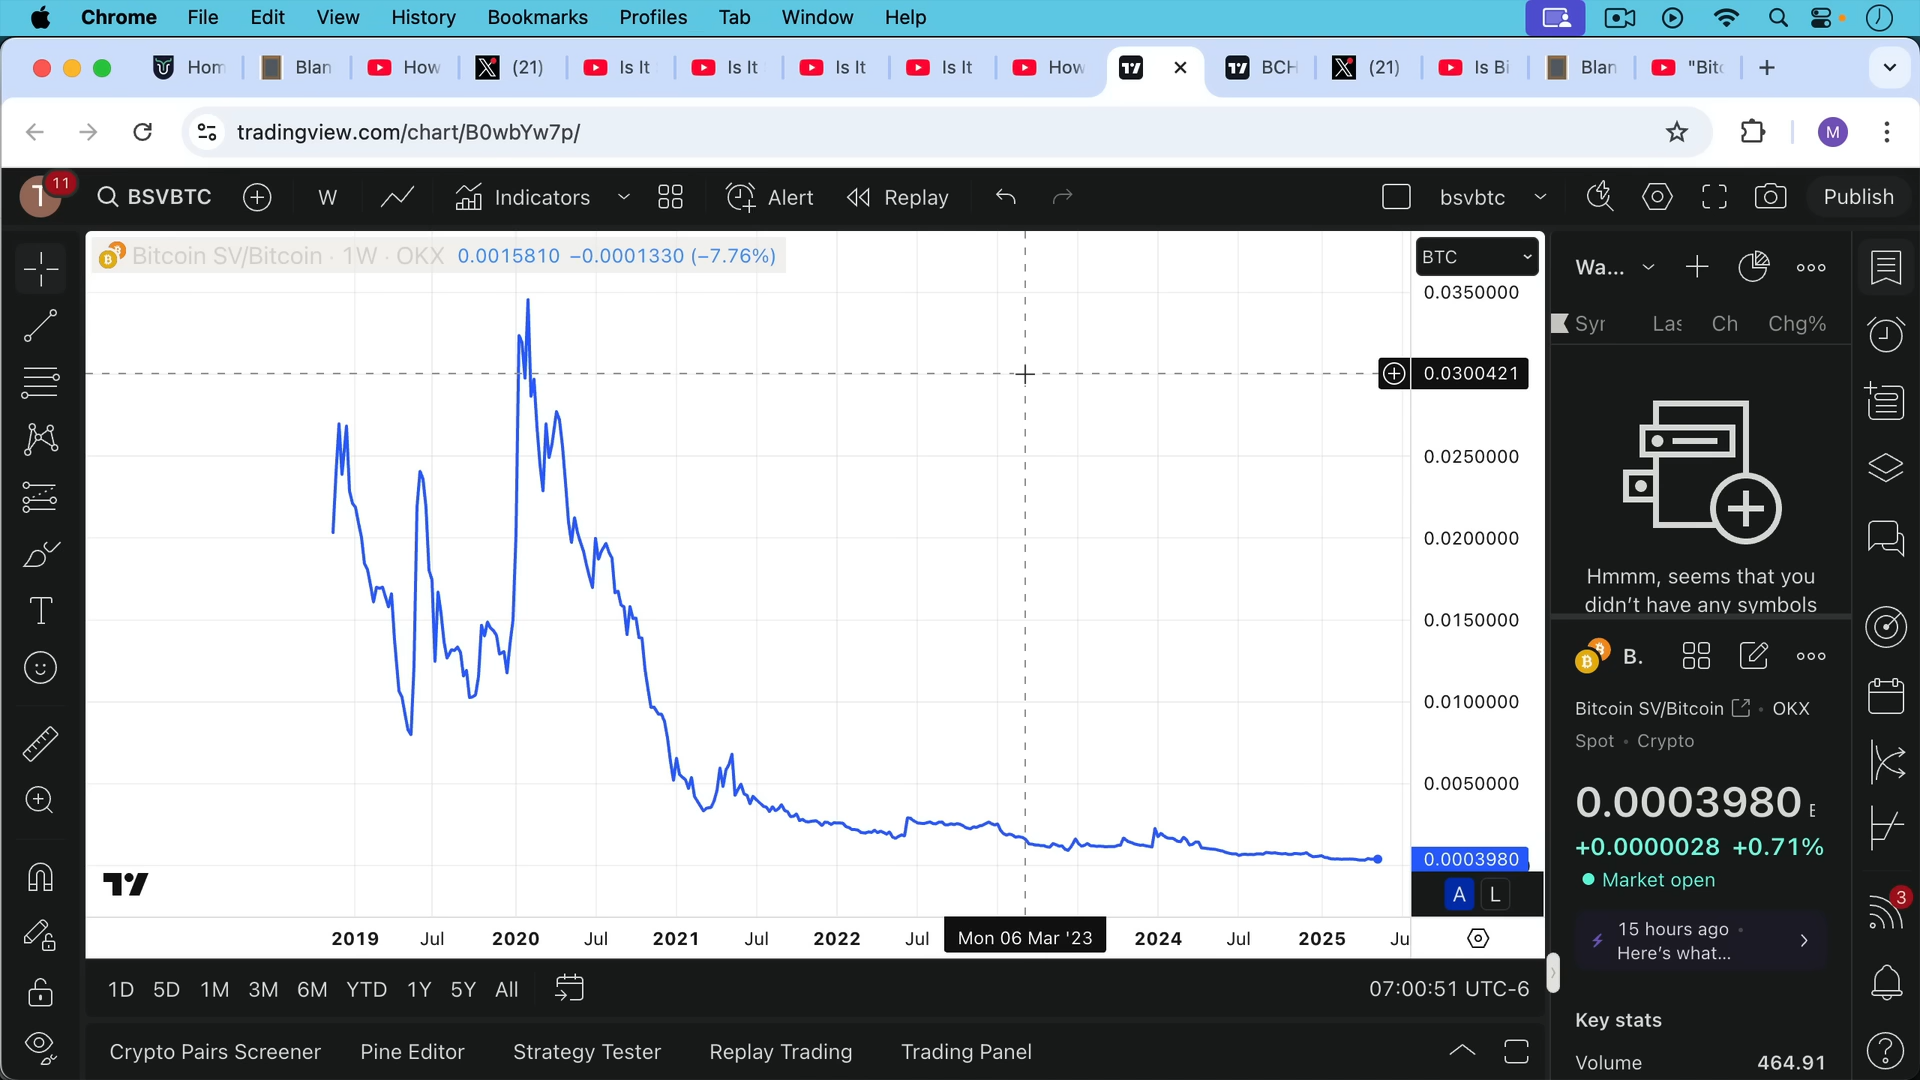 Chrome File Edit View History Bookmarks Profiles Tab Window Help
Hom Blan How (21) Is It Is It Is It Is It How BCH (21) Is Bi Blan "Bitc
tradingview.com/chart/B0wbYw7p/ M
T 11 BSVBTC W Indicators Alert Replay bsvbtc Publish
Bitcoin SV/Bitcoin · 1W · OKX 0.0015810 −0.0001330 (−7.76%)
BTC
0.0350000
0.0300421
0.0250000
0.0200000
0.0150000
0.0100000
0.0050000
0.0003980
A L
2019 Jul 2020 Jul 2021 Jul 2022 Jul Mon 06 Mar '23 2024 Jul 2025 Ju
1D 5D 1M 3M 6M YTD 1Y 5Y All 07:00:51 UTC-6
Crypto Pairs Screener Pine Editor Strategy Tester Replay Trading Trading Panel
Wa...
Syr Las Ch Chg%
Hmmm, seems that you
didn't have any symbols
B.
Bitcoin SV/Bitcoin · OKX
Spot · Crypto
0.0003980
+0.0000028 +0.71%
Market open
15 hours ago ·
Here's what...
Key stats
Volume 464.91
3